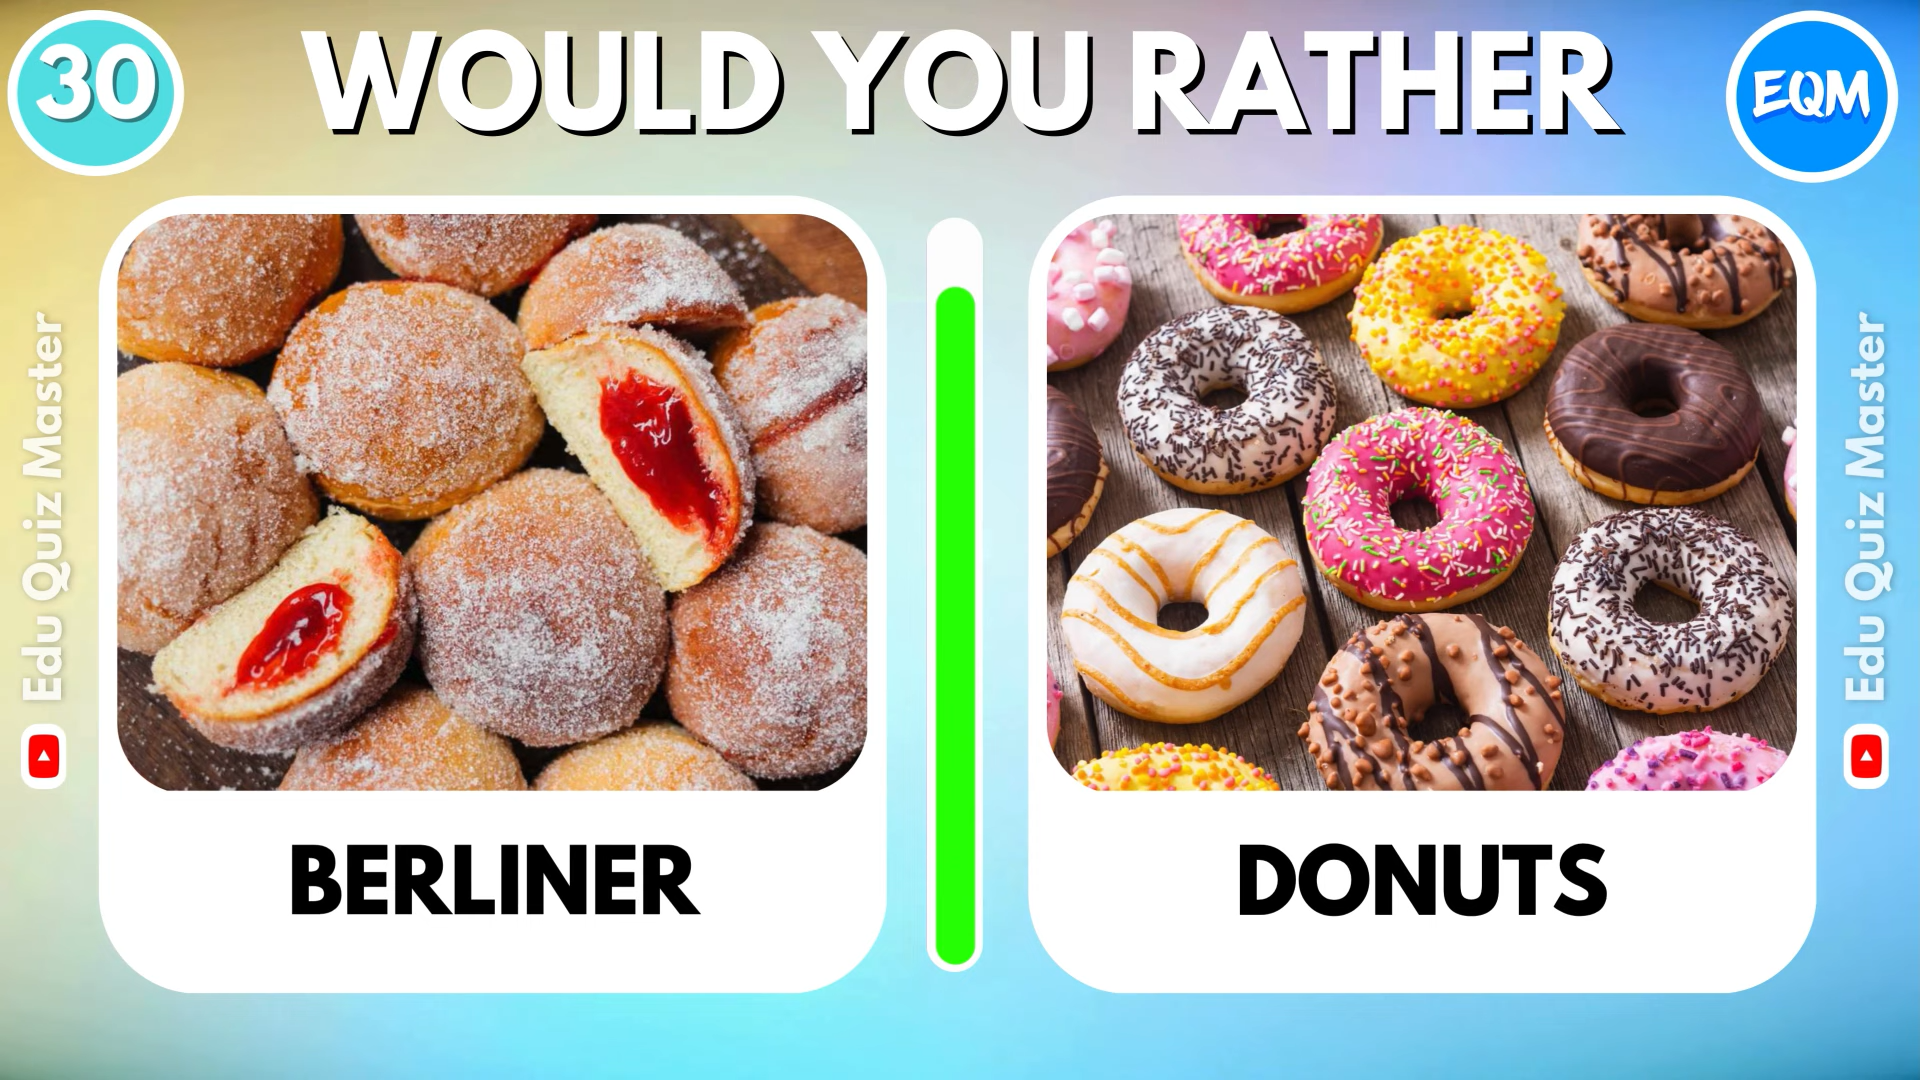 30
WOULD YOU RATHER
EQM
Edu Quiz Master
Edu Quiz Master
BERLINER
DONUTS